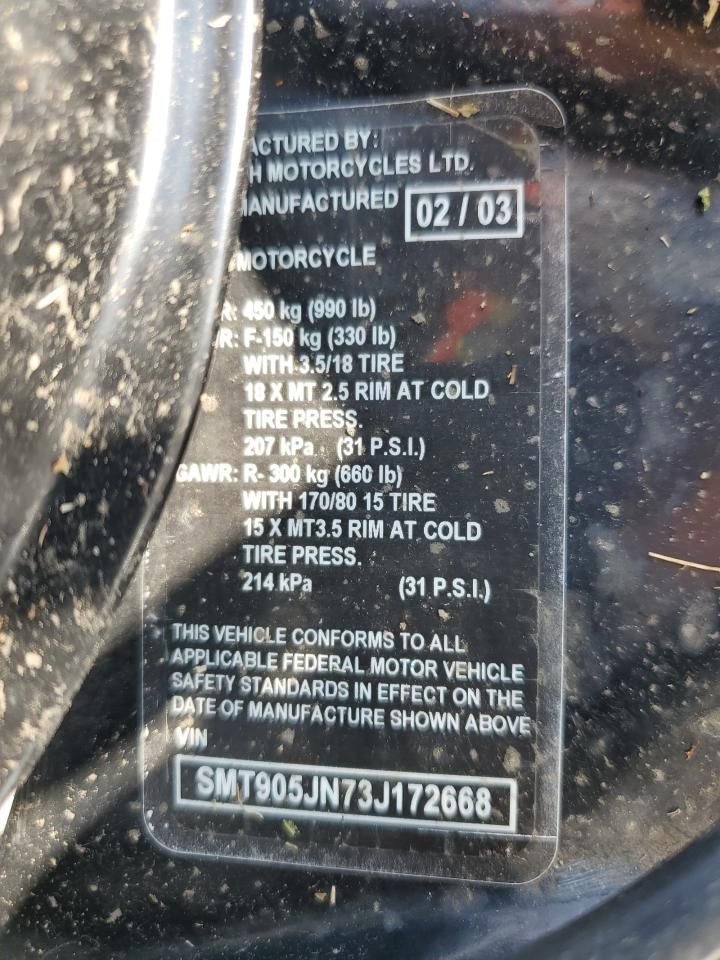 ACTURED BY:
H MOTORCYCLES LTD.
MANUFACTURED 02 / 03
MOTORCYCLE
R: 450 kg (990 lb)
R: F-150 kg (330 lb)
WITH 3.5/18 TIRE
18 X MT 2.5 RIM AT COLD
TIRE PRESS.
207 kPa (31 P.S.I.)
GAWR: R- 300 kg (660 lb)
WITH 170/80 15 TIRE
15 X MT3.5 RIM AT COLD
TIRE PRESS.
214 kPa (31 P.S.I.)
THIS VEHICLE CONFORMS TO ALL
APPLICABLE FEDERAL MOTOR VEHICLE
SAFETY STANDARDS IN EFFECT ON THE
DATE OF MANUFACTURE SHOWN ABOVE
VIN
SMT905JN73J172668